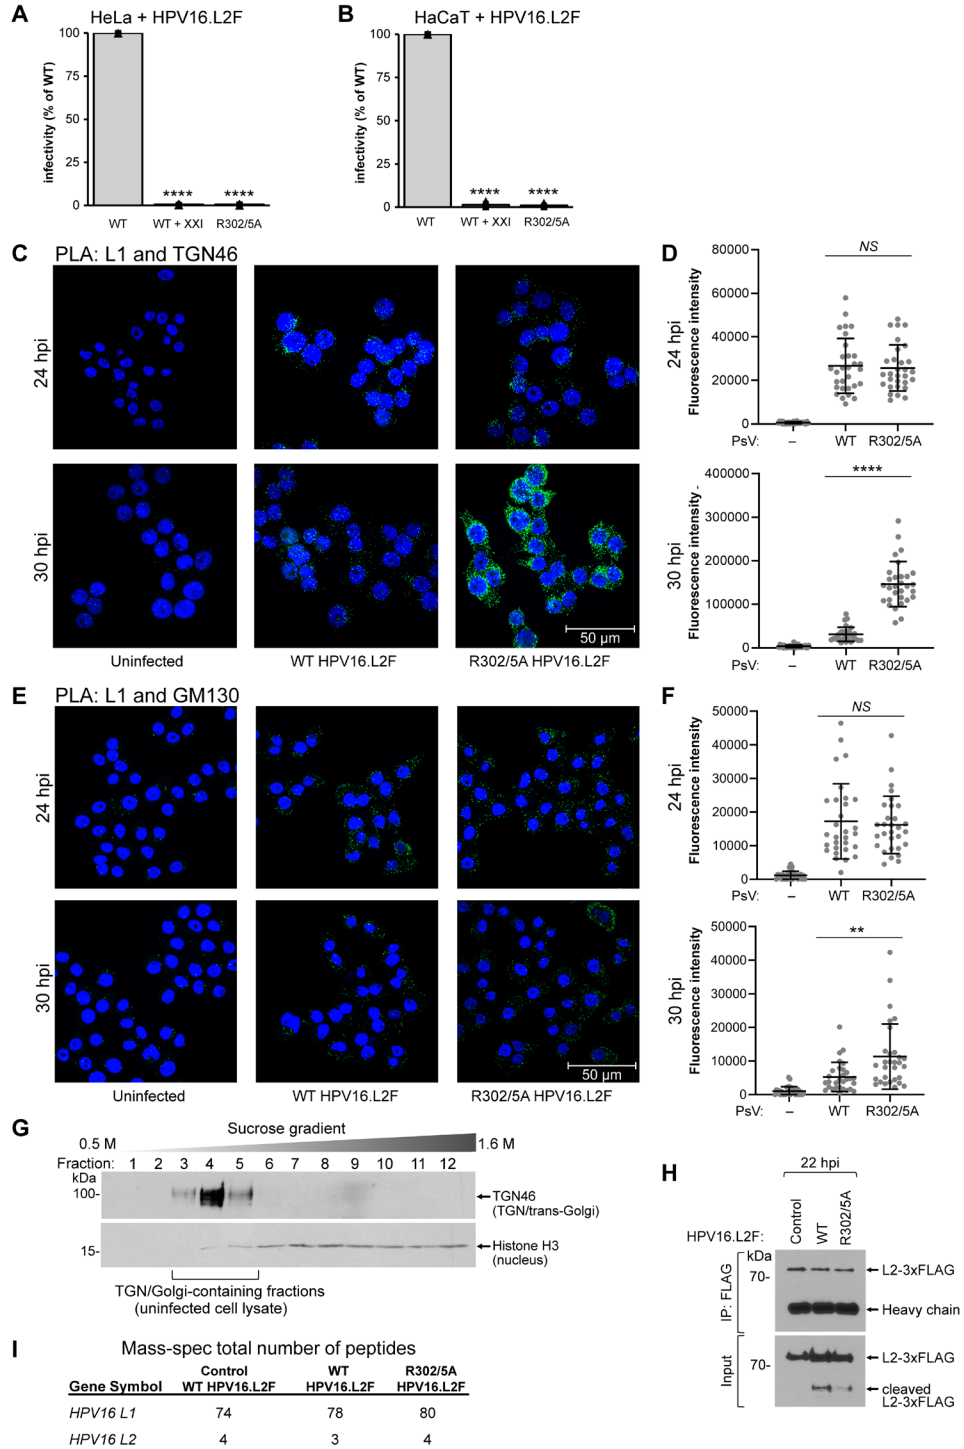 A
HeLa + HPV16.L2F
infectivity (% of WT)
100
75
50
25
0
****
****
WT
WT + XXI
R302/5A
B
HaCaT + HPV16.L2F
infectivity (% of WT)
100
75
50
25
0
****
****
WT
WT + XXI
R302/5A
C
PLA: L1 and TGN46
24 hpi
30 hpi
50 µm
Uninfected
WT HPV16.L2F
R302/5A HPV16.L2F
D
24 hpi
Fluorescence intensity
80000
60000
40000
20000
0
NS
PsV:
–
WT
R302/5A
30 hpi
Fluorescence intensity -
400000
300000
200000
100000
0
****
PsV:
–
WT
R302/5A
E
PLA: L1 and GM130
24 hpi
30 hpi
50 µm
Uninfected
WT HPV16.L2F
R302/5A HPV16.L2F
F
24 hpi
Fluorescence intensity
50000
40000
30000
20000
10000
0
NS
PsV:
–
WT
R302/5A
30 hpi
Fluorescence intensity
50000
40000
30000
20000
10000
0
**
PsV:
–
WT
R302/5A
G
Sucrose gradient
0.5 M
1.6 M
Fraction: 1 2 3 4 5 6 7 8 9 10 11 12
kDa
100-
TGN46
(TGN/trans-Golgi)
15-
Histone H3
(nucleus)
TGN/Golgi-containing fractions
(uninfected cell lysate)
H
22 hpi
HPV16.L2F:
Control
WT
R302/5A
kDa
IP: FLAG
70-
L2-3xFLAG
Heavy chain
Input
70-
L2-3xFLAG
cleaved
L2-3xFLAG
I
Mass-spec total number of peptides
Control WT R302/5A
Gene Symbol WT HPV16.L2F HPV16.L2F HPV16.L2F
HPV16 L1 74 78 80
HPV16 L2 4 3 4